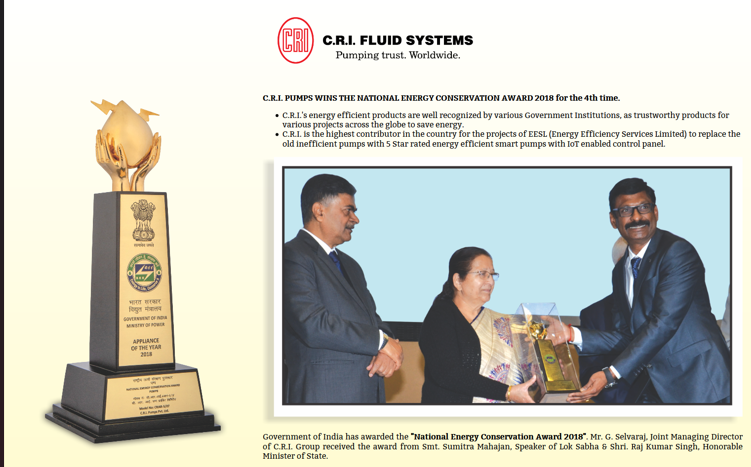 CRI
C.R.I. FLUID SYSTEMS
Pumping trust. Worldwide.
C.R.I. PUMPS WINS THE NATIONAL ENERGY CONSERVATION AWARD 2018 for the 4th time.
C.R.I.'s energy efficient products are well recognized by various Government Institutions, as trustworthy products for
various projects across the globe to save energy.
C.R.I. is the highest contributor in the country for the projects of EESL (Energy Efficiency Services Limited) to replace the
old inefficient pumps with 5 Star rated energy efficient smart pumps with IoT enabled control panel.
भारत सरकार
विद्युत मंत्रालय
GOVERNMENT OF INDIA
MINISTRY OF POWER
APPLIANCE
OF THE YEAR
2018
NATIONAL ENERGY CONSERVATION AWARD
Government of India has awarded the "National Energy Conservation Award 2018". Mr. G. Selvaraj, Joint Managing Director
of C.R.I. Group received the award from Smt. Sumitra Mahajan, Speaker of Lok Sabha & Shri. Raj Kumar Singh, Honorable
Minister of State.